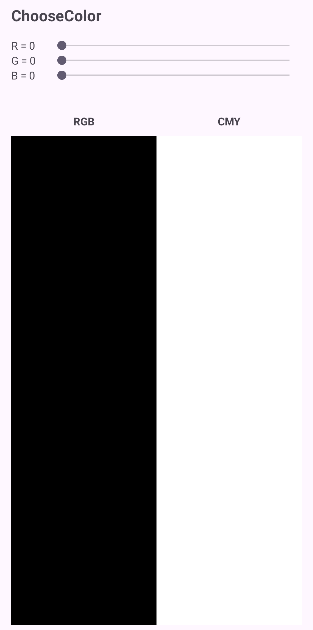 ChooseColor
R = 0
G = 0
B = 0
RGB CMY